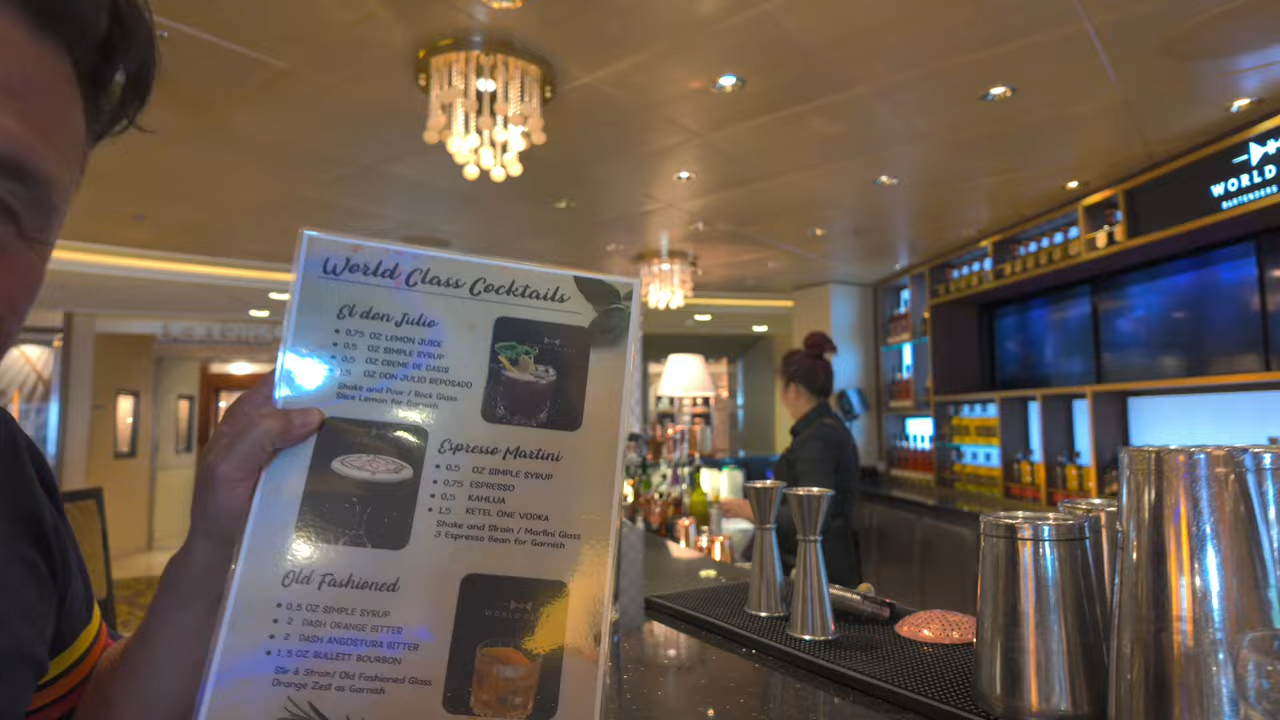 World Class Cocktails
El don Julio
0,75 OZ LEMON JUICE
0,5 OZ SIMPLE SYRUP
0,5 OZ CREME DE CASIS
1,5 OZ DON JULIO REPOSADO
Shake and Pour / Rock Glass
Slice Lemon for Garnish
Espresso Martini
0,5 OZ SIMPLE SYRUP
0,75 ESPRESSO
0,5 KAHLUA
1,5 KETEL ONE VODKA
Shake and Strain / Martini Glass
3 Espresso Bean for Garnish
Old Fashioned
0,5 OZ SIMPLE SYRUP
2 DASH ORANGE BITTER
2 DASH ANGOSTURA BITTER
1,5 OZ BULLEIT BOURBON
Stir & Strain/ Old Fashioned Glass
Orange Zest as Garnish
WORLD
BARTENDERS